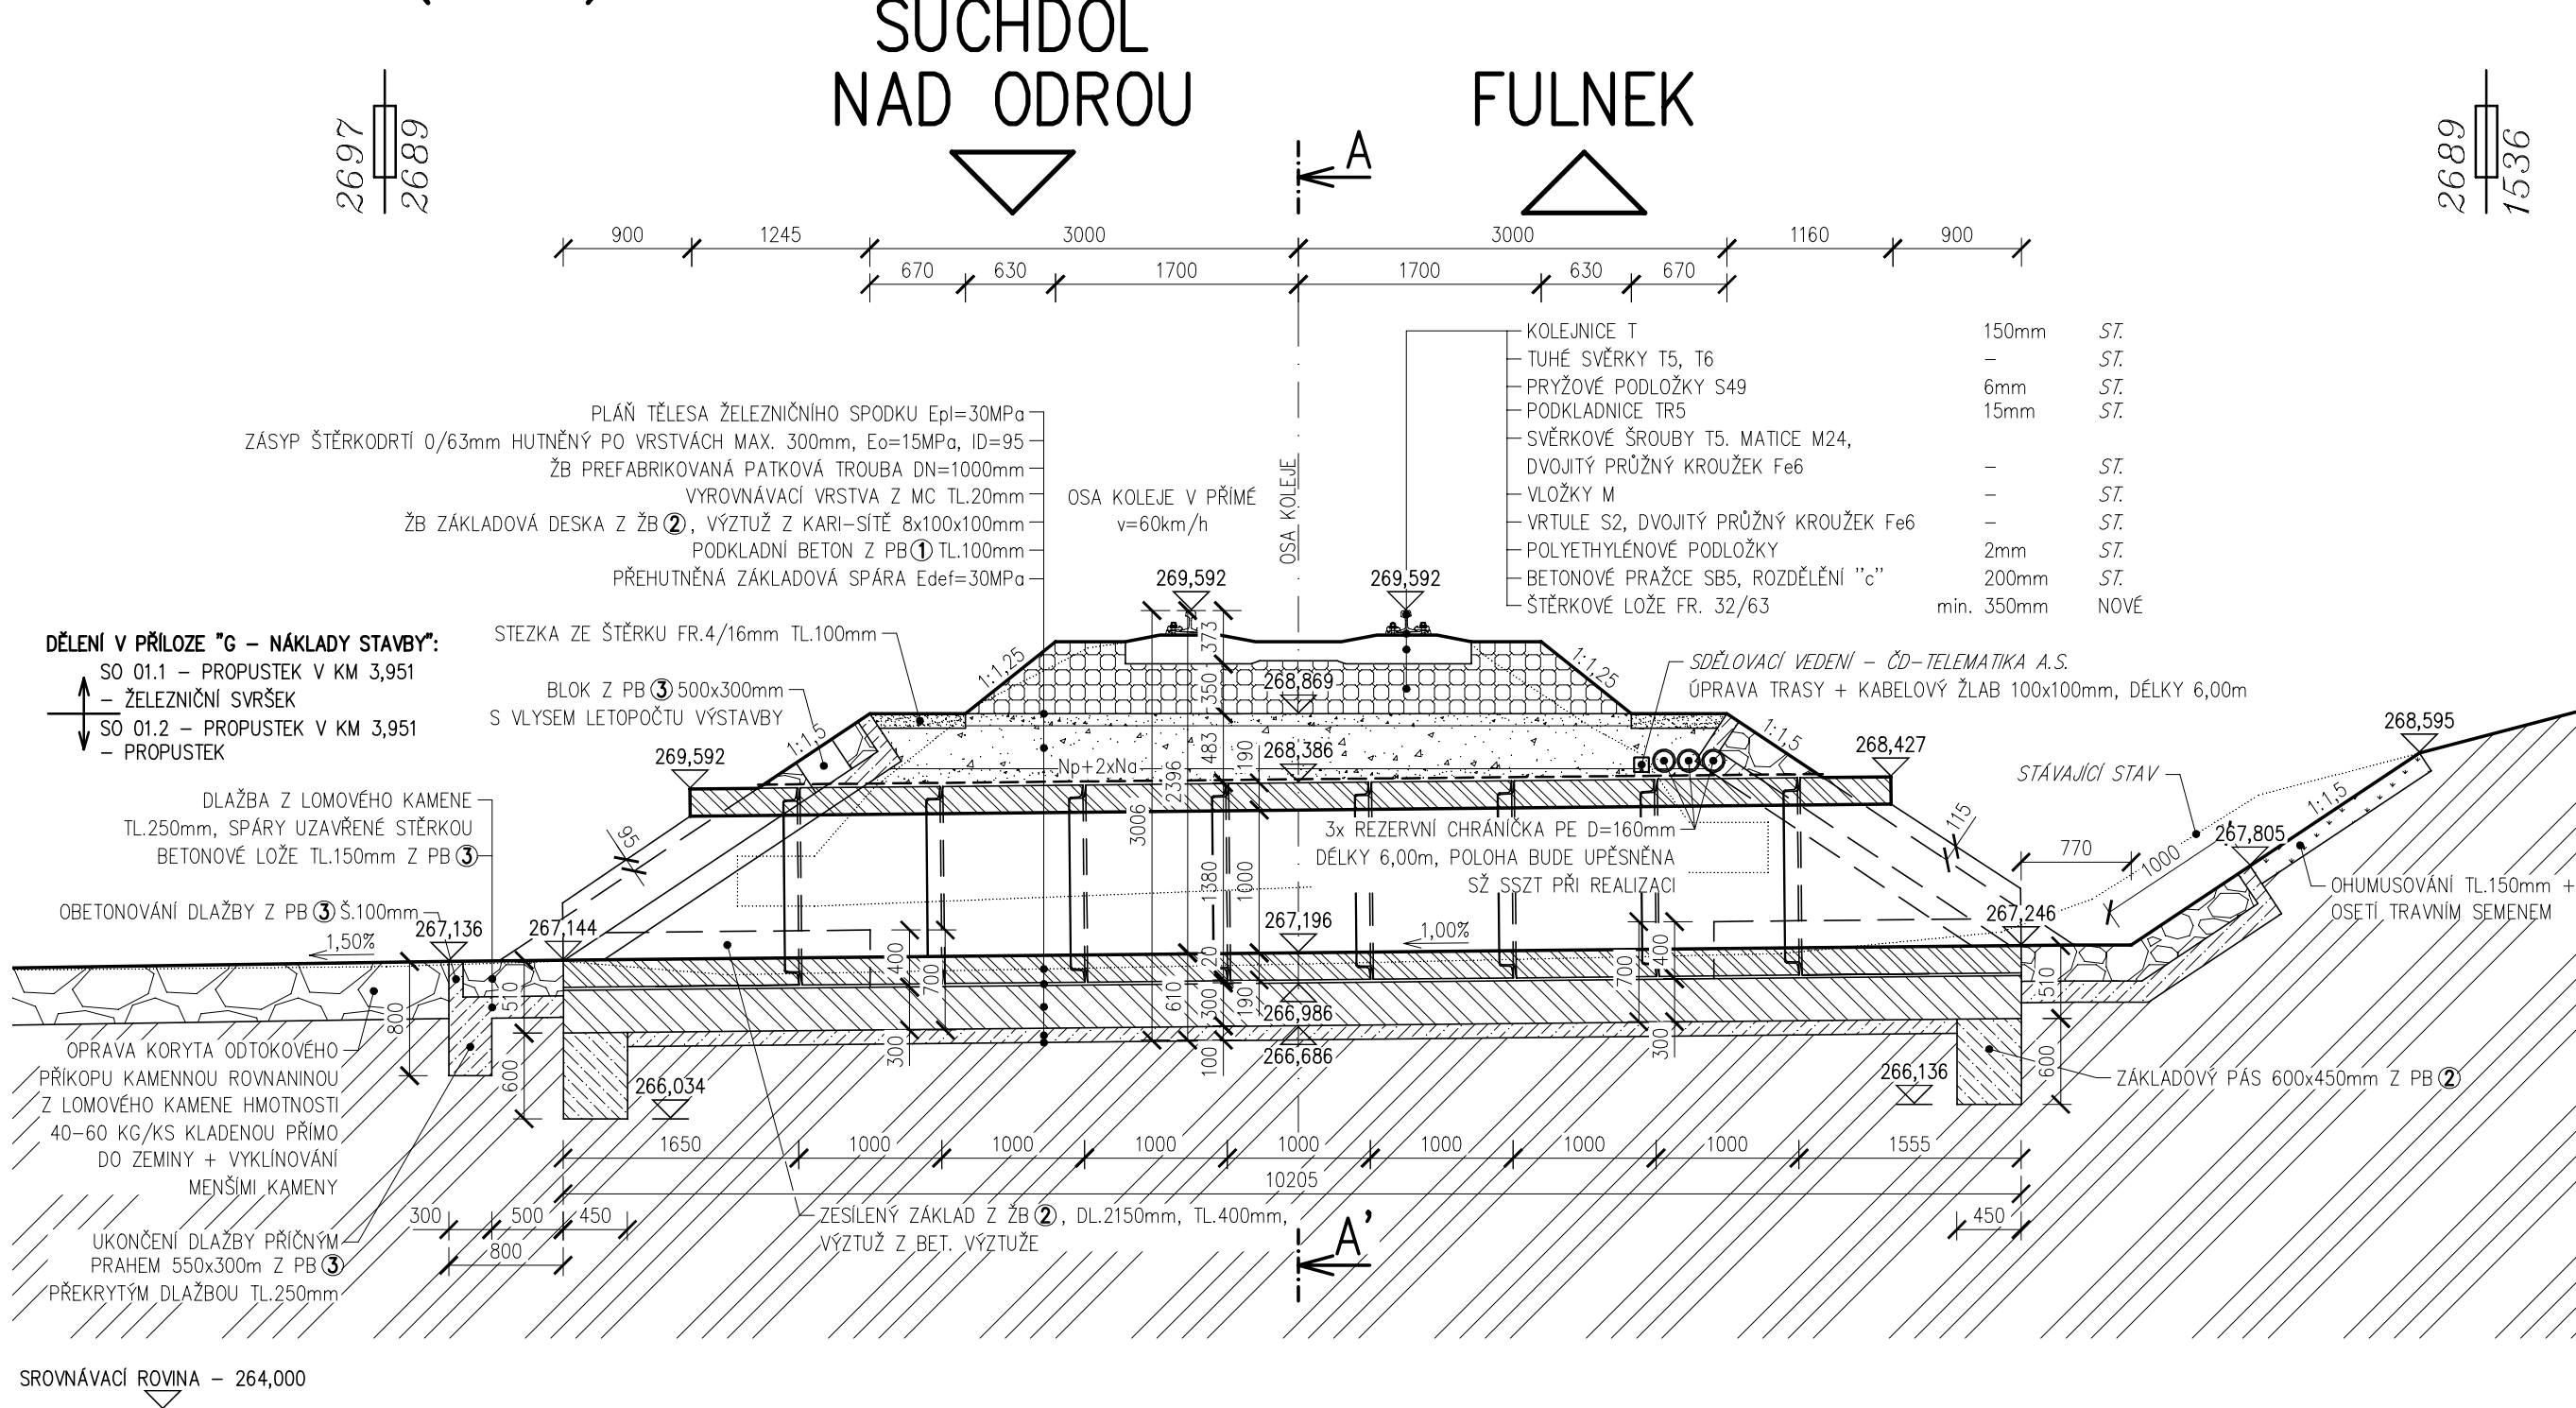 SUCHDOL
NAD ODROU
FULNEK
2697
2689
2689
1536
A
900
1245
3000
3000
1160
900
670
630
1700
1700
630
670
KOLEJNICE T 150mm ST.
TUHÉ SVĚRKY T5, T6 – ST.
PRYŽOVÉ PODLOŽKY S49 6mm ST.
PODKLADNICE TR5 15mm ST.
SVĚRKOVÉ ŠROUBY T5. MATICE M24,
DVOJITÝ PRŮŽNÝ KROUŽEK Fe6 – ST.
VLOŽKY M – ST.
VRTULE S2, DVOJITÝ PRŮŽNÝ KROUŽEK Fe6 – ST.
POLYETHYLÉNOVÉ PODLOŽKY 2mm ST.
BETONOVÉ PRAŽCE SB5, ROZDĚLENÍ "c" 200mm ST.
ŠTĚRKOVÉ LOŽE FR. 32/63 min. 350mm NOVÉ
PLÁŇ TĚLESA ŽELEZNIČNÍHO SPODKU Epl=30MPa
ZÁSYP ŠTĚRKODRTÍ 0/63mm HUTNĚNÝ PO VRSTVÁCH MAX. 300mm, Eo=15MPa, ID=95
ŽB PREFABRIKOVANÁ PATKOVÁ TROUBA DN=1000mm
VYROVNÁVACÍ VRSTVA Z MC TL.20mm
ŽB ZÁKLADOVÁ DESKA Z ŽB 2, VÝZTUŽ Z KARI-SÍTĚ 8x100x100mm
PODKLADNÍ BETON Z PB 1 TL.100mm
PŘEHUTNĚNÁ ZÁKLADOVÁ SPÁRA Edef=30MPa
OSA KOLEJE V PŘÍMÉ
v=60km/h
OSA KOLEJE
269,592
269,592
DĚLENÍ V PŘÍLOZE "G – NÁKLADY STAVBY":
SO 01.1 – PROPUSTEK V KM 3,951
– ŽELEZNIČNÍ SVRŠEK
SO 01.2 – PROPUSTEK V KM 3,951
– PROPUSTEK
STEZKA ZE ŠTĚRKU FR.4/16mm TL.100mm
BLOK Z PB 3 500x300mm
S VLYSEM LETOPOČTU VÝSTAVBY
1:1,25
1:1,25
1:1,5
1:1,5
373
350
268,869
483
190
268,386
2396
3006
Np+2xNa
SDĚLOVACÍ VEDENÍ – ČD-TELEMATIKA A.S.
ÚPRAVA TRASY + KABELOVÝ ŽLAB 100x100mm, DÉLKY 6,00m
269,592
268,427
268,595
STÁVAJÍCÍ STAV
1:1,5
DLAŽBA Z LOMOVÉHO KAMENE
TL.250mm, SPÁRY UZAVŘENÉ STĚRKOU
BETONOVÉ LOŽE TL.150mm Z PB 3
95
115
3x REZERVNÍ CHRÁNIČKA PE D=160mm
DÉLKY 6,00m, POLOHA BUDE UPĚSNĚNA
SŽ SSZT PŘI REALIZACI
1380
1000
267,805
770
1000
OHUMUSOVÁNÍ TL.150mm +
OSETÍ TRAVNÍM SEMENEM
OBETONOVÁNÍ DLAŽBY Z PB 3 Š.100mm
267,136
267,144
267,196
267,246
1,50%
1,00%
400
700
300
800
510
600
610
300
20
190
100
266,986
266,686
700
400
300
510
600
266,034
266,136
OPRAVA KORYTA ODTOKOVÉHO
PŘÍKOPU KAMENNOU ROVNANINOU
Z LOMOVÉHO KAMENE HMOTNOSTI
40-60 KG/KS KLADENOU PŘÍMO
DO ZEMINY + VYKLÍNOVÁNÍ
MENŠÍMI KAMENY
ZÁKLADOVÝ PÁS 600x450mm Z PB 2
1650
1000
1000
1000
1000
1000
1000
1000
1555
10205
300
500
450
800
450
ZESÍLENÝ ZÁKLAD Z ŽB 2, DL.2150mm, TL.400mm,
VÝZTUŽ Z BET. VÝZTUŽE
A'
UKONČENÍ DLAŽBY PŘÍČNÝM
PRAHEM 550x300m Z PB 3
PŘEKRYTÝM DLAŽBOU TL.250mm
SROVNÁVACÍ ROVINA – 264,000